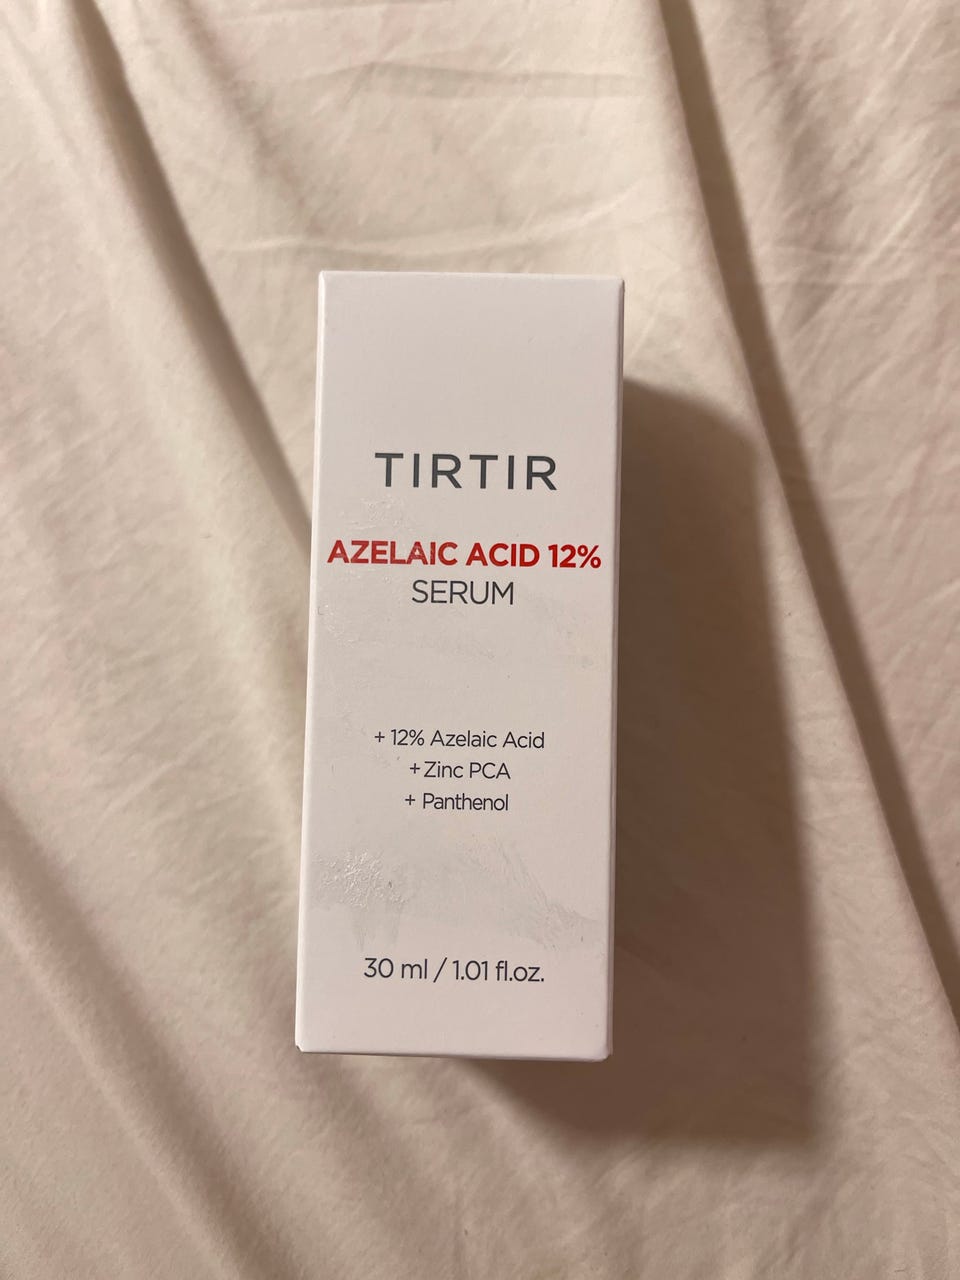 TIRTIR
AZELAIC ACID 12%
SERUM
+ 12% Azelaic Acid
+ Zinc PCA
+ Panthenol
30 ml / 1.01 fl.oz.